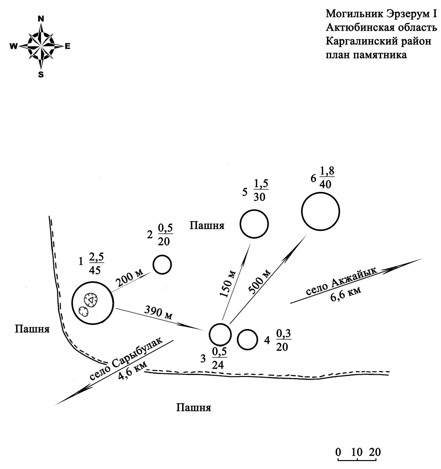 Могильник Эрзерум I
Актюбинская область
Каргалинский район
план памятника
N
W E
S
6 1,8
40
5 1,5
30
Пашня
2 0,5
20
1 2,5
45
200 м
150 м
500 м
село Акжайык
6,6 км
390 м
Пашня
3 0,5
24
4 0,3
20
село Сарыбулак
4,6 км
Пашня
0 10 20